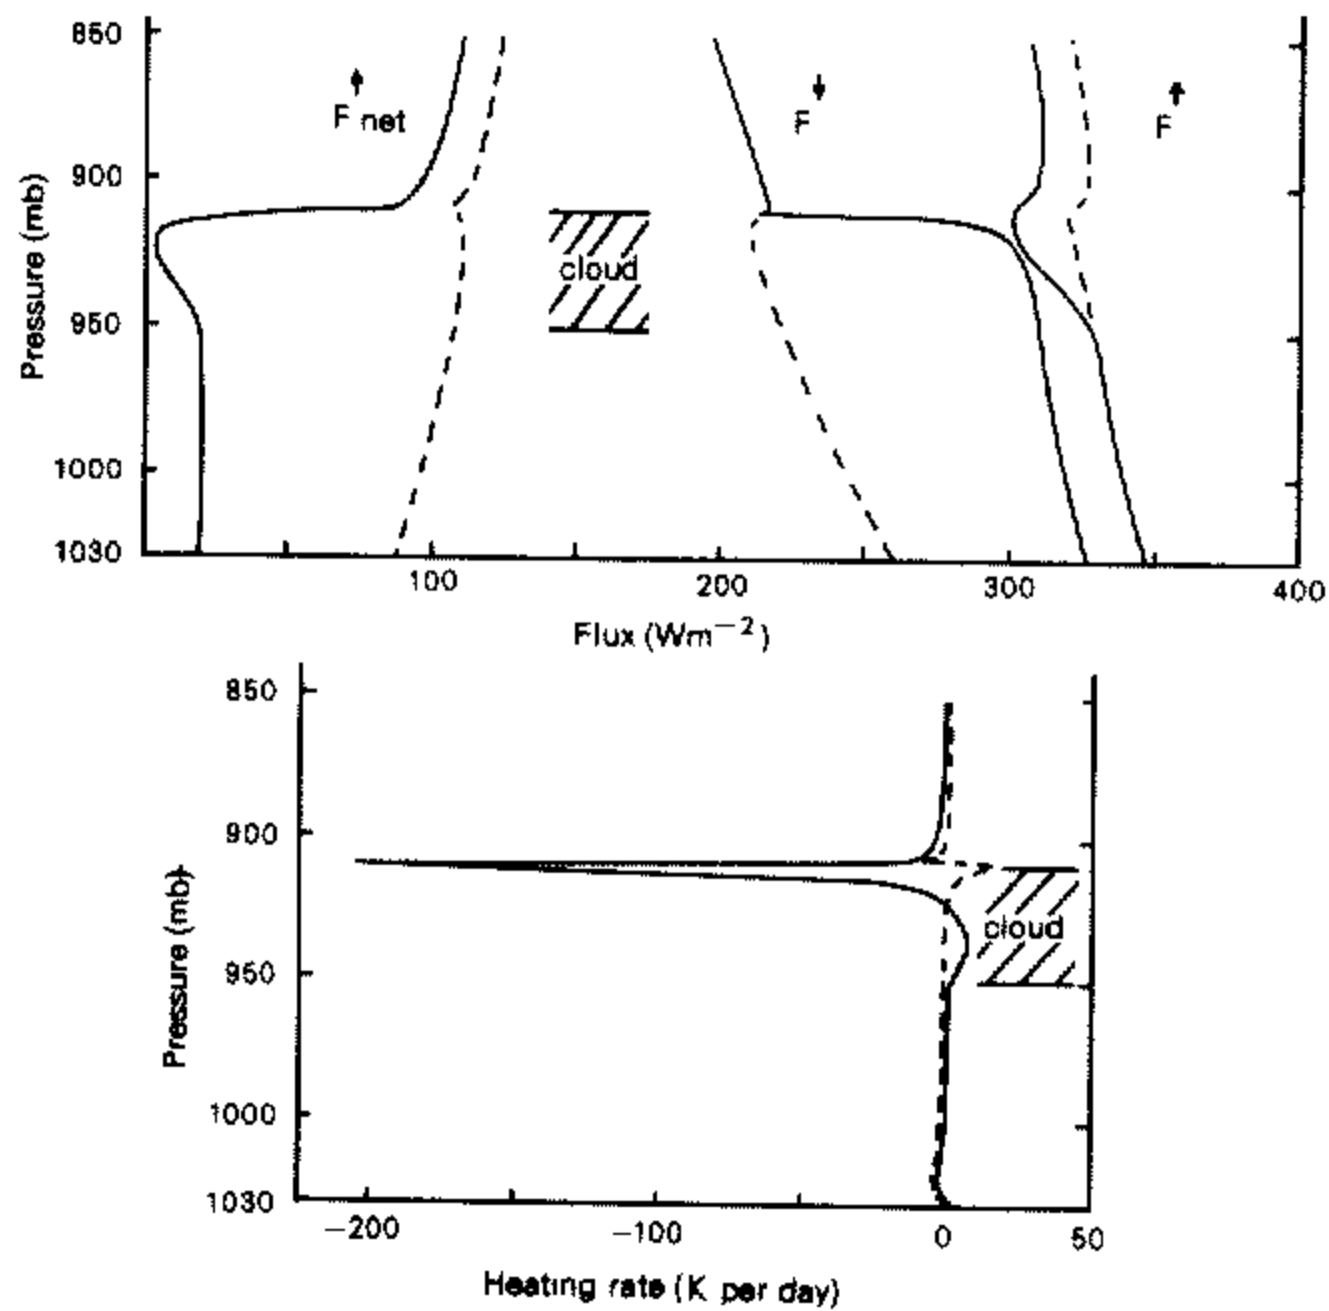 850
900
950
1000
1030
Pressure (mb)
F net
F
F
cloud
100
200
300
400
Flux (Wm−2)
850
900
950
1000
1030
Pressure (mb)
cloud
−200
−100
0
50
Heating rate (K per day)